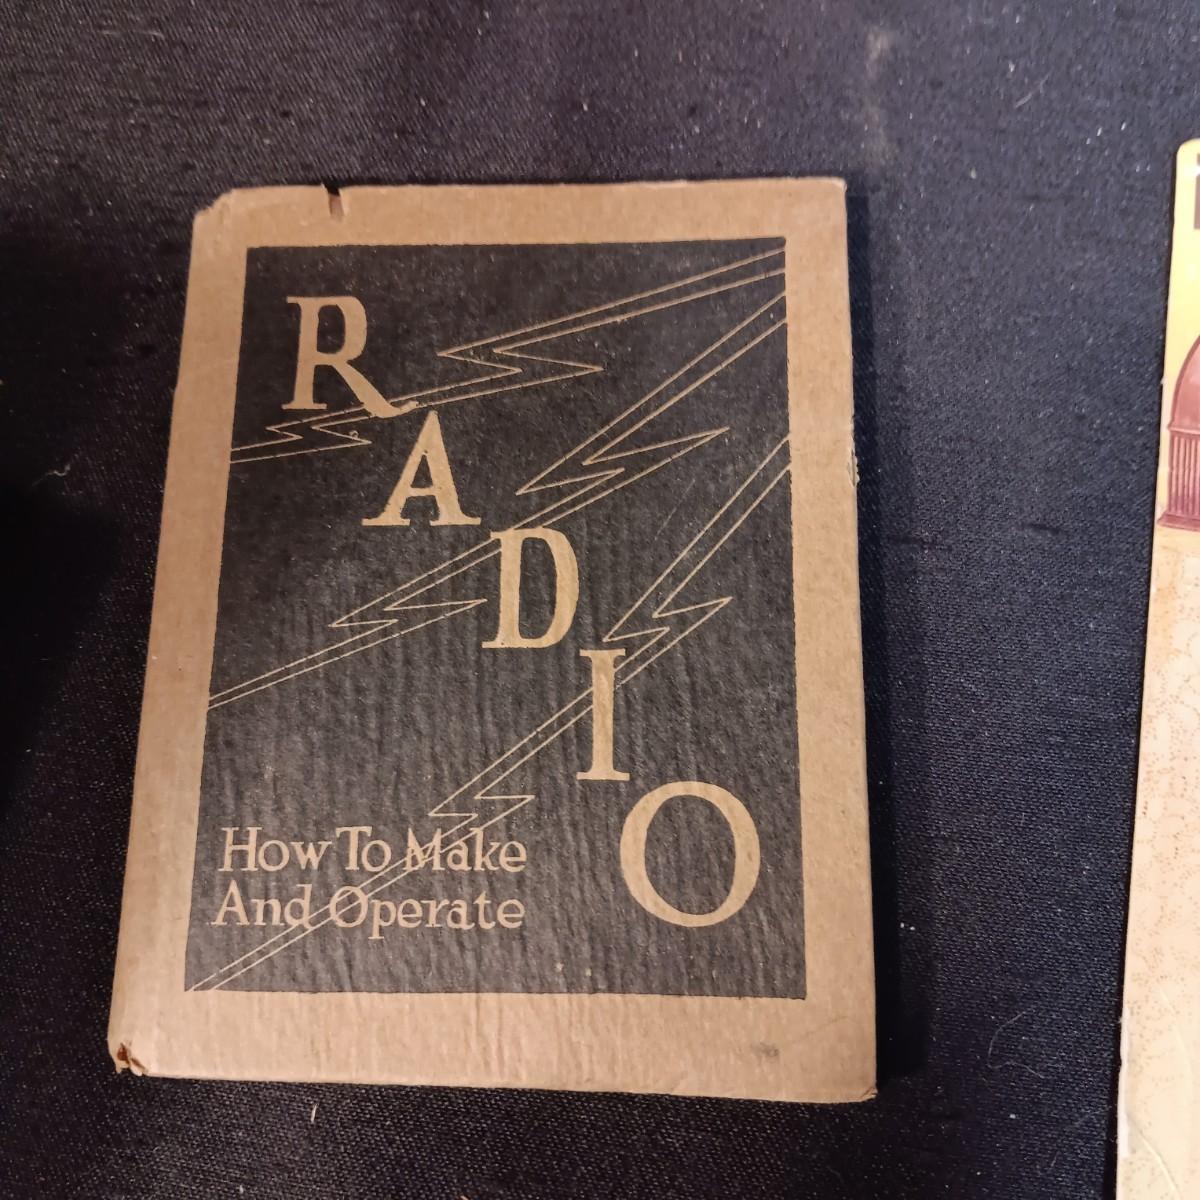 RADIO
How To Make
And Operate